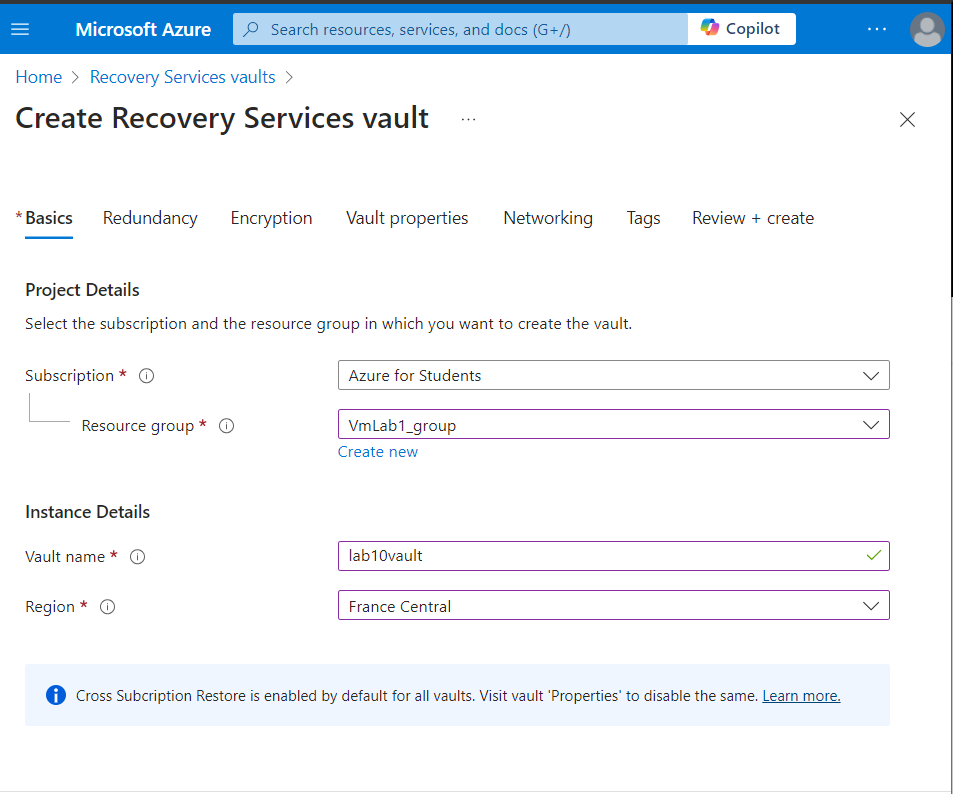 Microsoft Azure
Search resources, services, and docs (G+/)
Copilot
...
Home > Recovery Services vaults >
Create Recovery Services vault ...
* Basics Redundancy Encryption Vault properties Networking Tags Review + create
Project Details
Select the subscription and the resource group in which you want to create the vault.
Subscription *
Azure for Students
Resource group *
VmLab1_group
Create new
Instance Details
Vault name *
lab10vault
Region *
France Central
Cross Subcription Restore is enabled by default for all vaults. Visit vault 'Properties' to disable the same. Learn more.